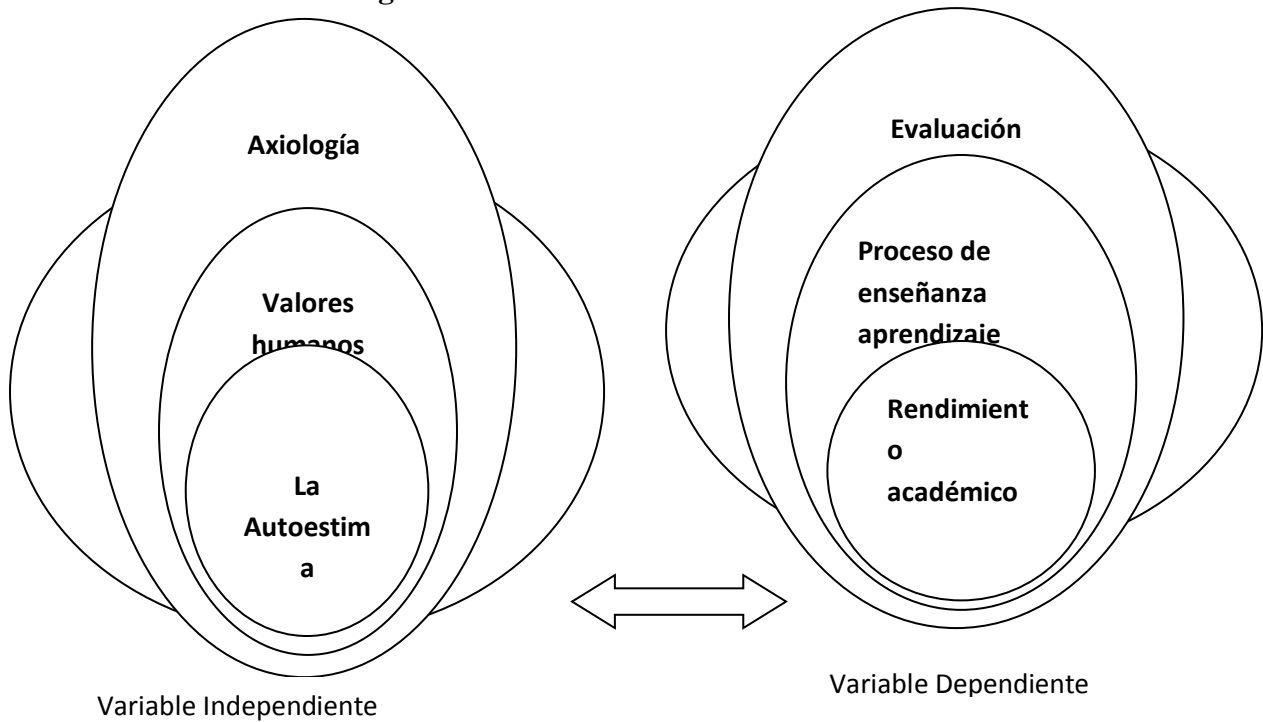 Axiología
Valores
humanos
La
Autoestim
a
Variable Independiente
Evaluación
Proceso de
enseñanza
aprendizaje
Rendimient
o
académico
Variable Dependiente